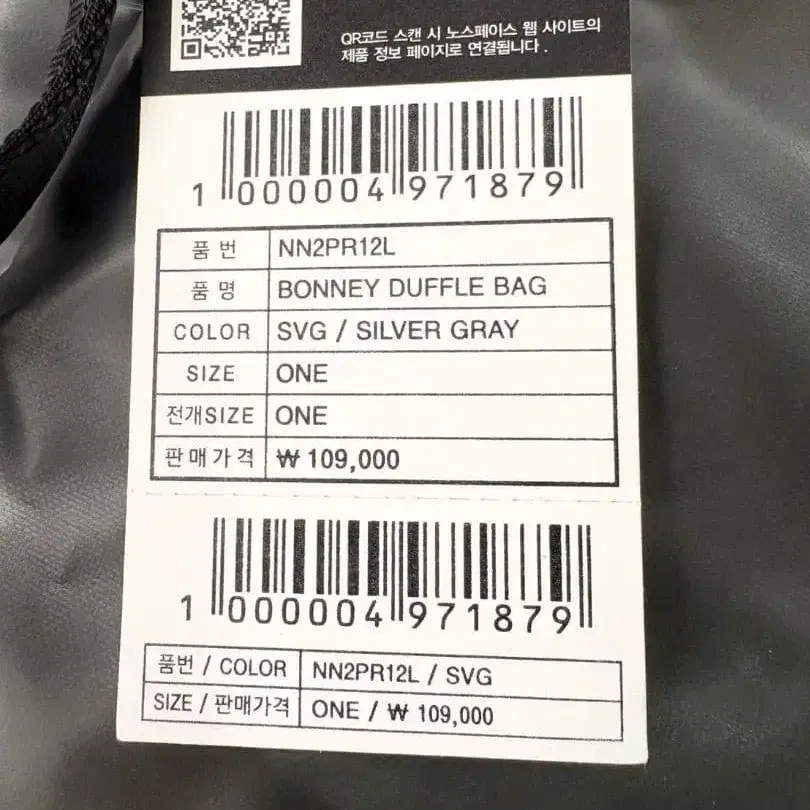 QR코드 스캔 시 노스페이스 웹 사이트의
제품 정보 페이지로 연결됩니다.
1 000004 971879
품 번 NN2PR12L
품 명 BONNEY DUFFLE BAG
COLOR SVG / SILVER GRAY
SIZE ONE
전개SIZE ONE
판매가격 ₩ 109,000
1 000004 971879
품번 / COLOR NN2PR12L / SVG
SIZE / 판매가격 ONE / ₩ 109,000